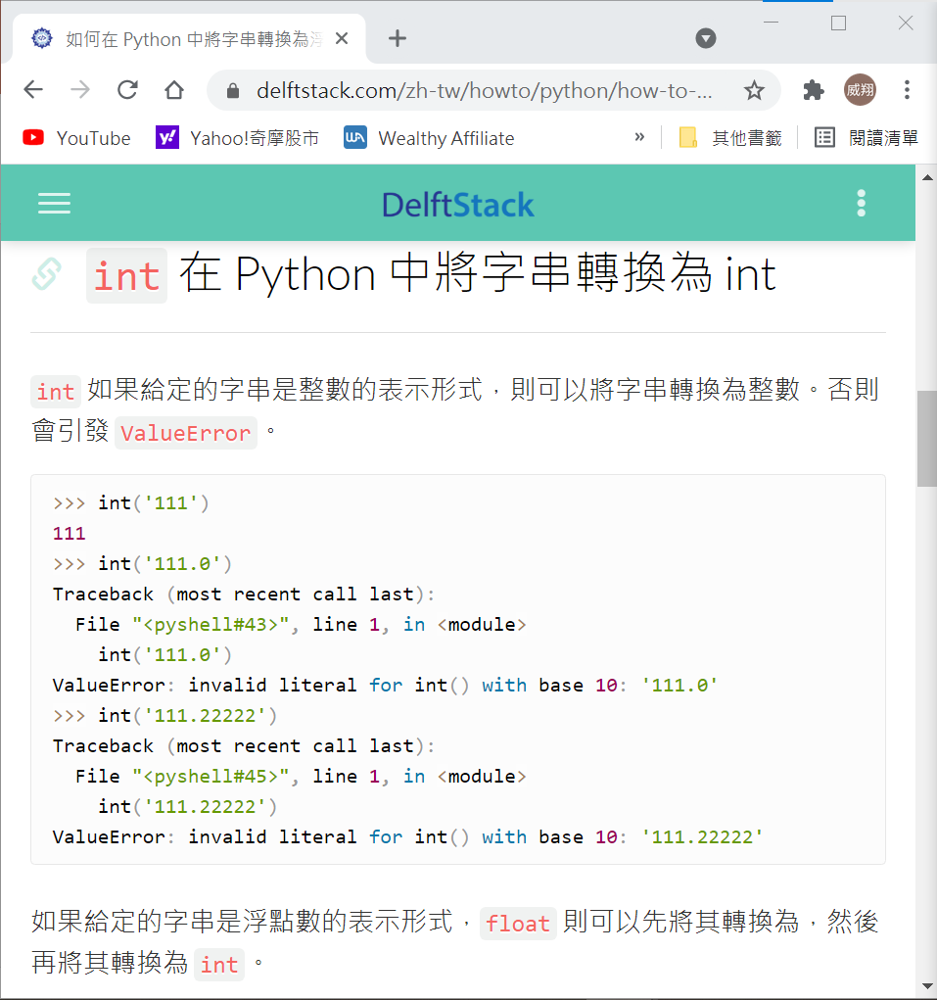 如何在 Python 中將字串轉換為浮
威翔
delftstack.com/zh-tw/howto/python/how-to-...
YouTube Yahoo!奇摩股市 WA Wealthy Affiliate » 其他書籤 閱讀清單
DelftStack
int 在 Python 中將字串轉換為 int
int 如果給定的字串是整數的表示形式，則可以將字串轉換為整數。否則
會引發 ValueError 。
>>> int('111')
111
>>> int('111.0')
Traceback (most recent call last):
  File "<pyshell#43>", line 1, in <module>
    int('111.0')
ValueError: invalid literal for int() with base 10: '111.0'
>>> int('111.22222')
Traceback (most recent call last):
  File "<pyshell#45>", line 1, in <module>
    int('111.22222')
ValueError: invalid literal for int() with base 10: '111.22222'
如果給定的字串是浮點數的表示形式，float 則可以先將其轉換為，然後
再將其轉換為 int 。